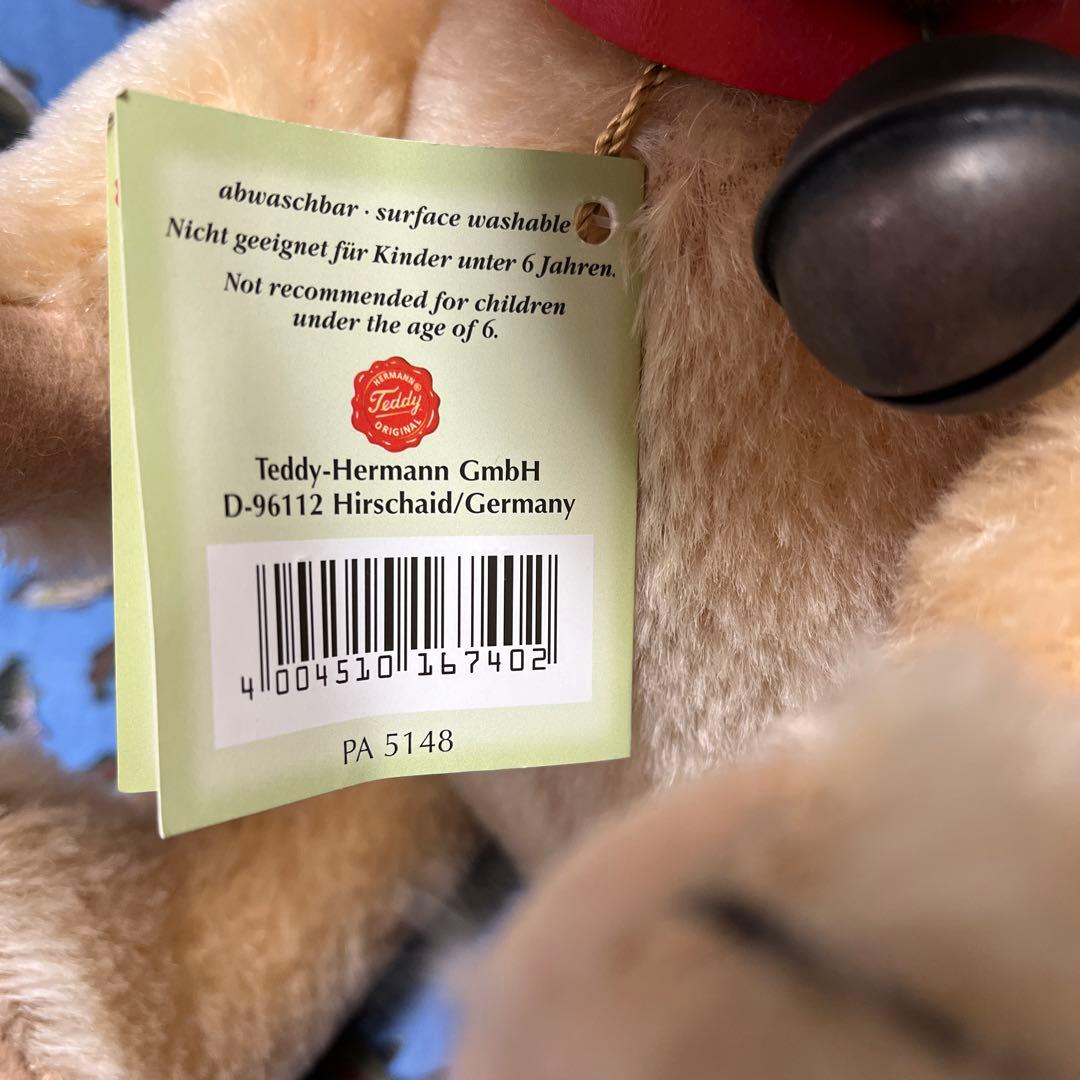 abwaschbar · surface washable
Nicht geeignet für Kinder unter 6 Jahren.
Not recommended for children
under the age of 6.
HERMANN®
Teddy
ORIGINAL
Teddy-Hermann GmbH
D-96112 Hirschaid/Germany
4 004510 167402
PA 5148